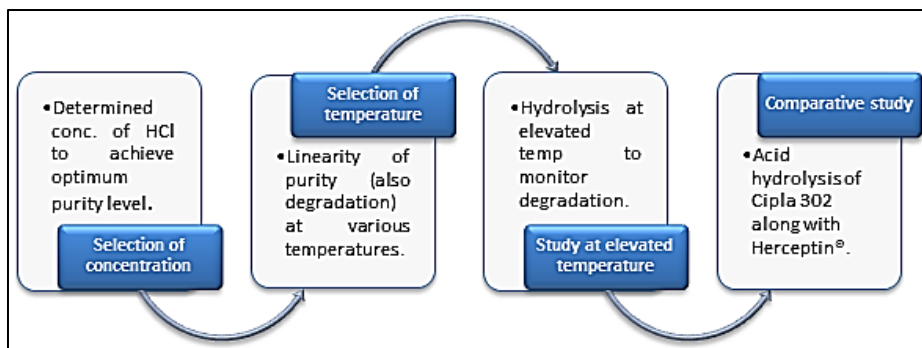 •Determined
conc. of HCl
to achieve
optimum
purity level.
Selection of
concentration
Selection of
temperature
•Linearity of
purity (also
degradation)
at various
temperatures.
•Hydrolysis at
elevated
temp to
monitor
degradation.
Study at elevated
temperature
Comparative study
•Acid
hydrolysis of
Cipla 302
along with
Herceptin®.